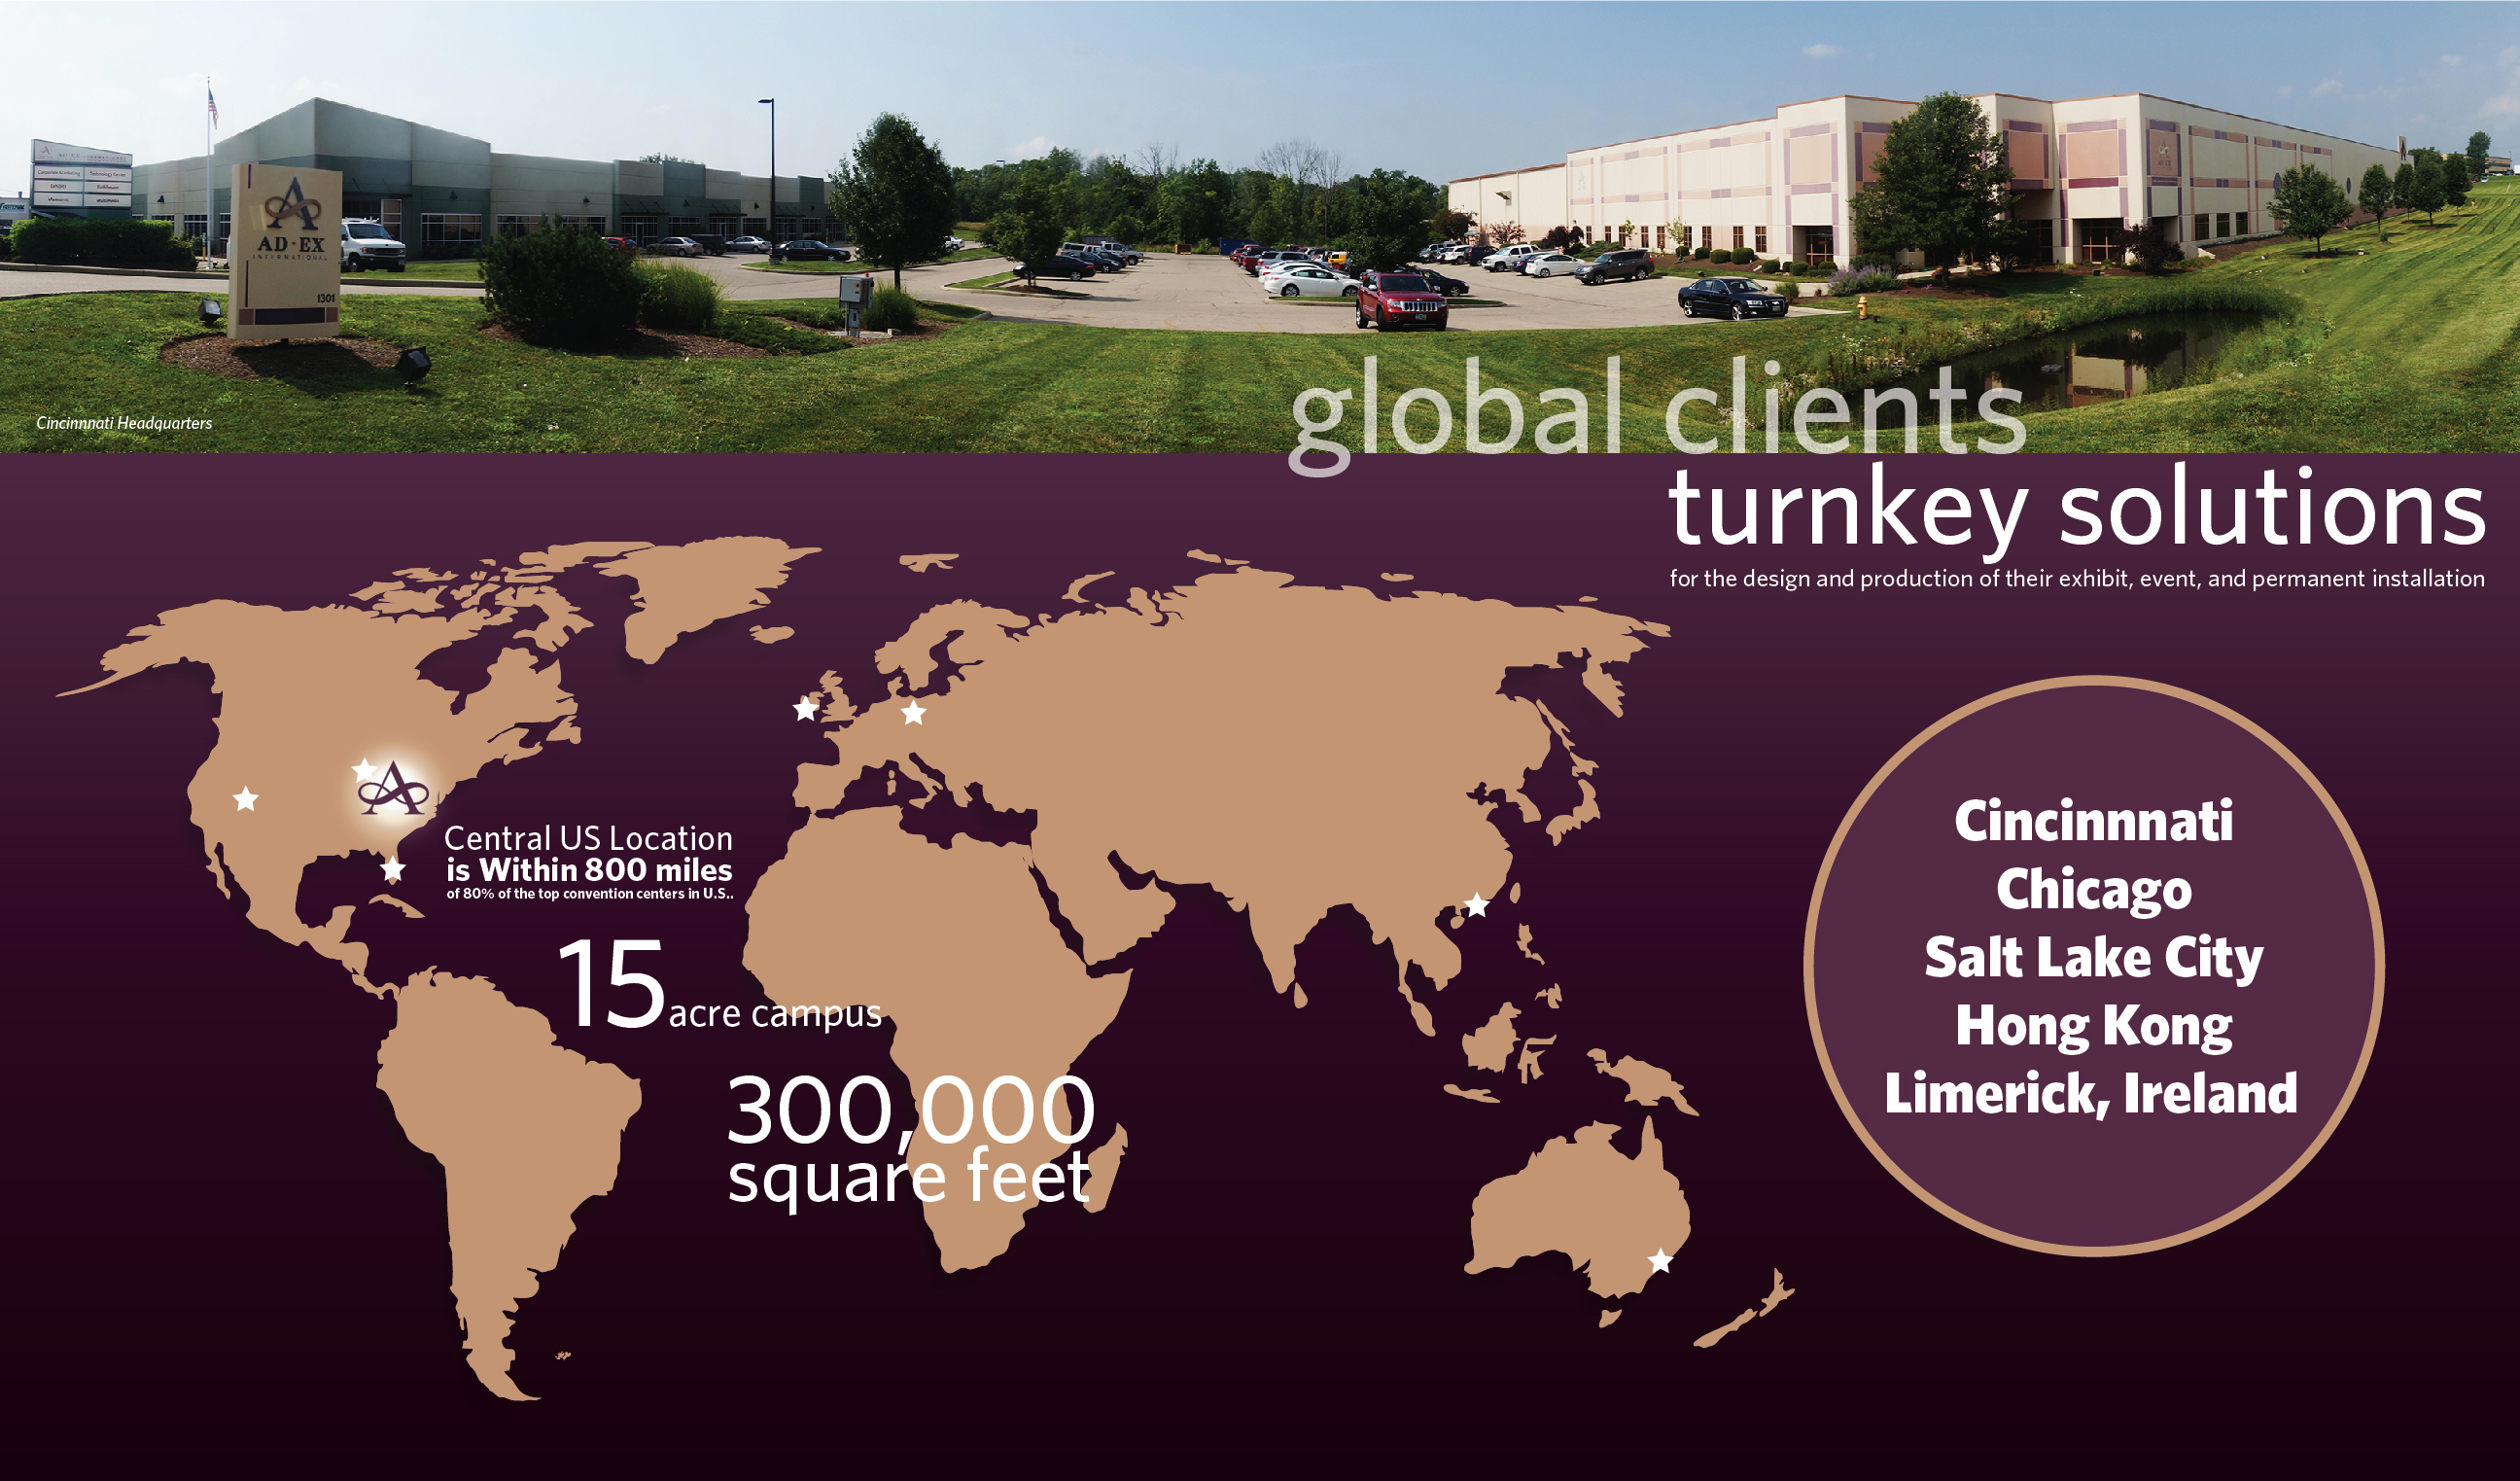 AD·EX
INTERNATIONAL
1301
Cincinnnati Headquarters
global clients
turnkey solutions
for the design and production of their exhibit, event, and permanent installation
Central US Location
is Within 800 miles
of 80% of the top convention centers in U.S..
15 acre campus
300,000
square feet
Cincinnnati
Chicago
Salt Lake City
Hong Kong
Limerick, Ireland